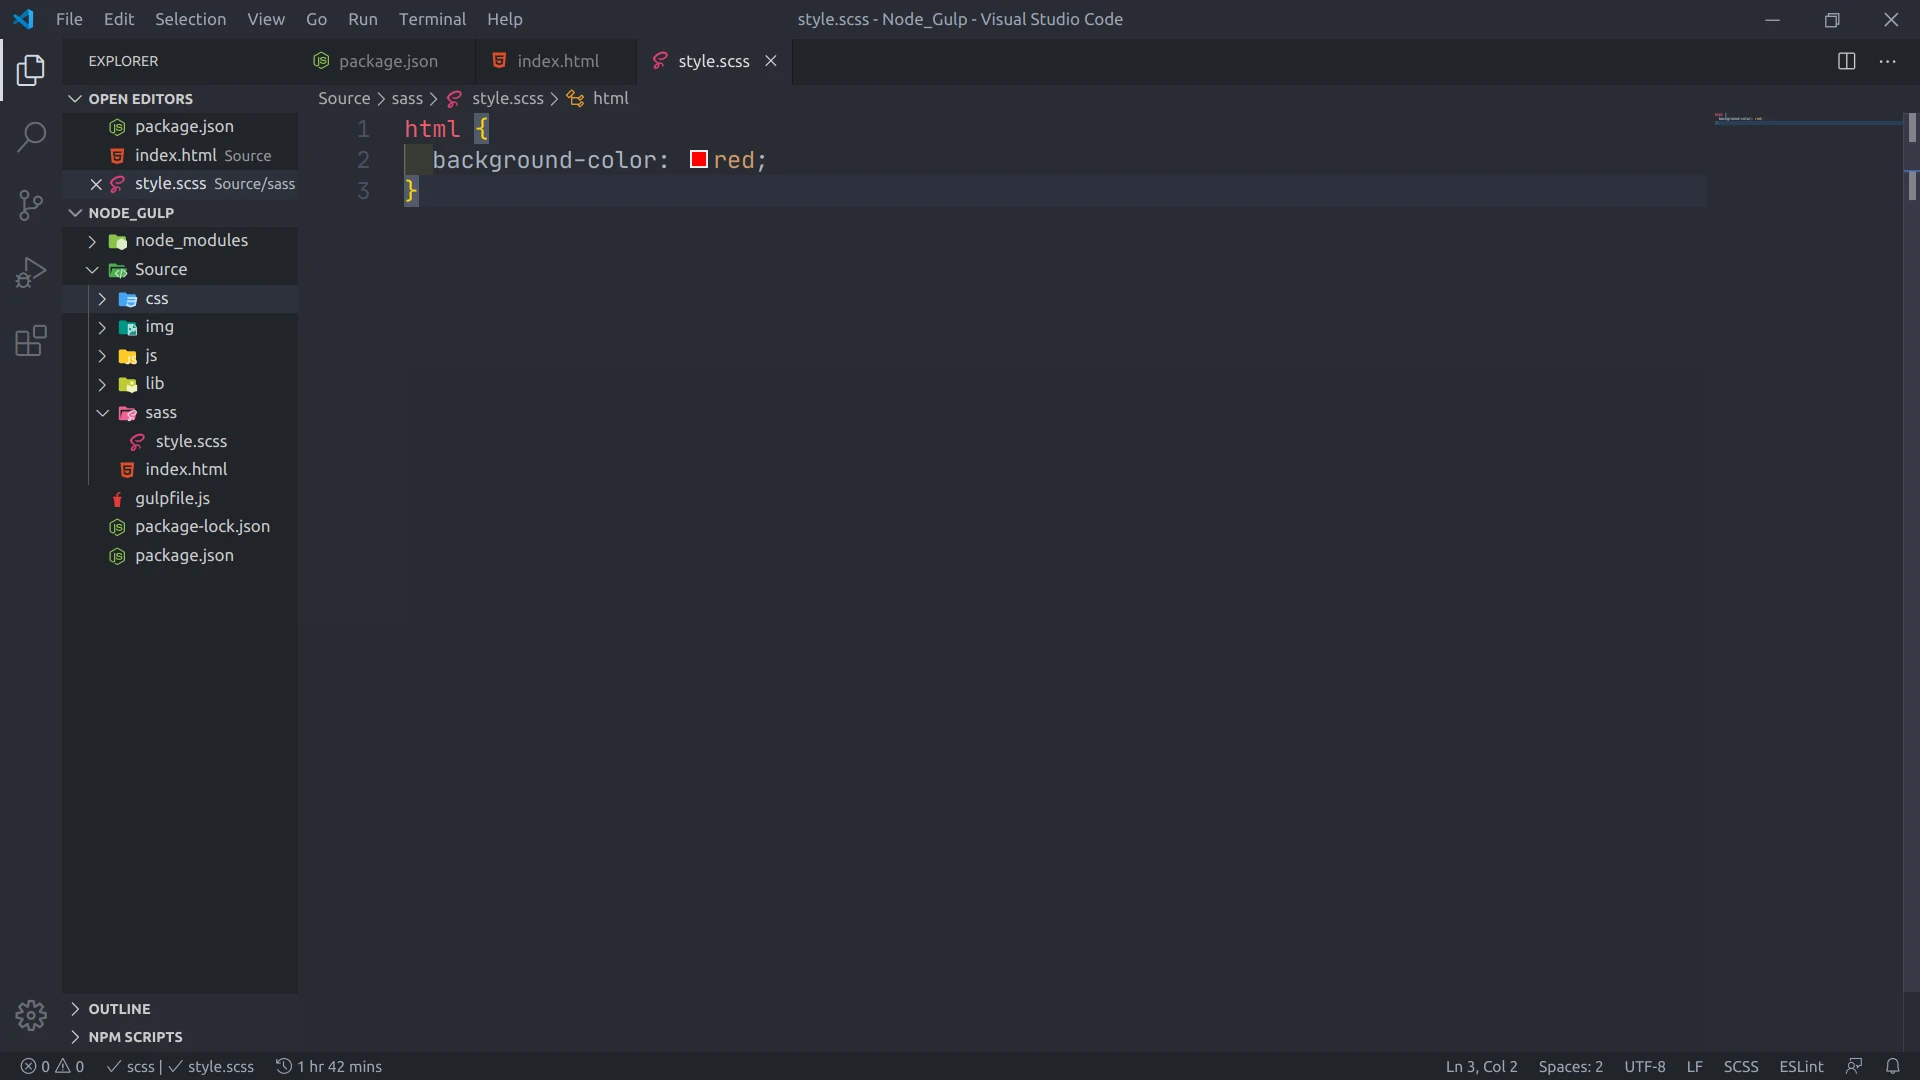 File Edit Selection View Go Run Terminal Help
style.scss - Node_Gulp - Visual Studio Code
EXPLORER
package.json
index.html
style.scss
OPEN EDITORS
package.json
index.html Source
style.scss Source/sass
NODE_GULP
node_modules
Source
css
img
js
lib
sass
style.scss
index.html
gulpfile.js
package-lock.json
package.json
OUTLINE
NPM SCRIPTS
Source > sass > style.scss > html
1 html {
2 background-color: red;
3 }
0 0 scss | style.scss 1 hr 42 mins
Ln 3, Col 2 Spaces: 2 UTF-8 LF SCSS ESLint